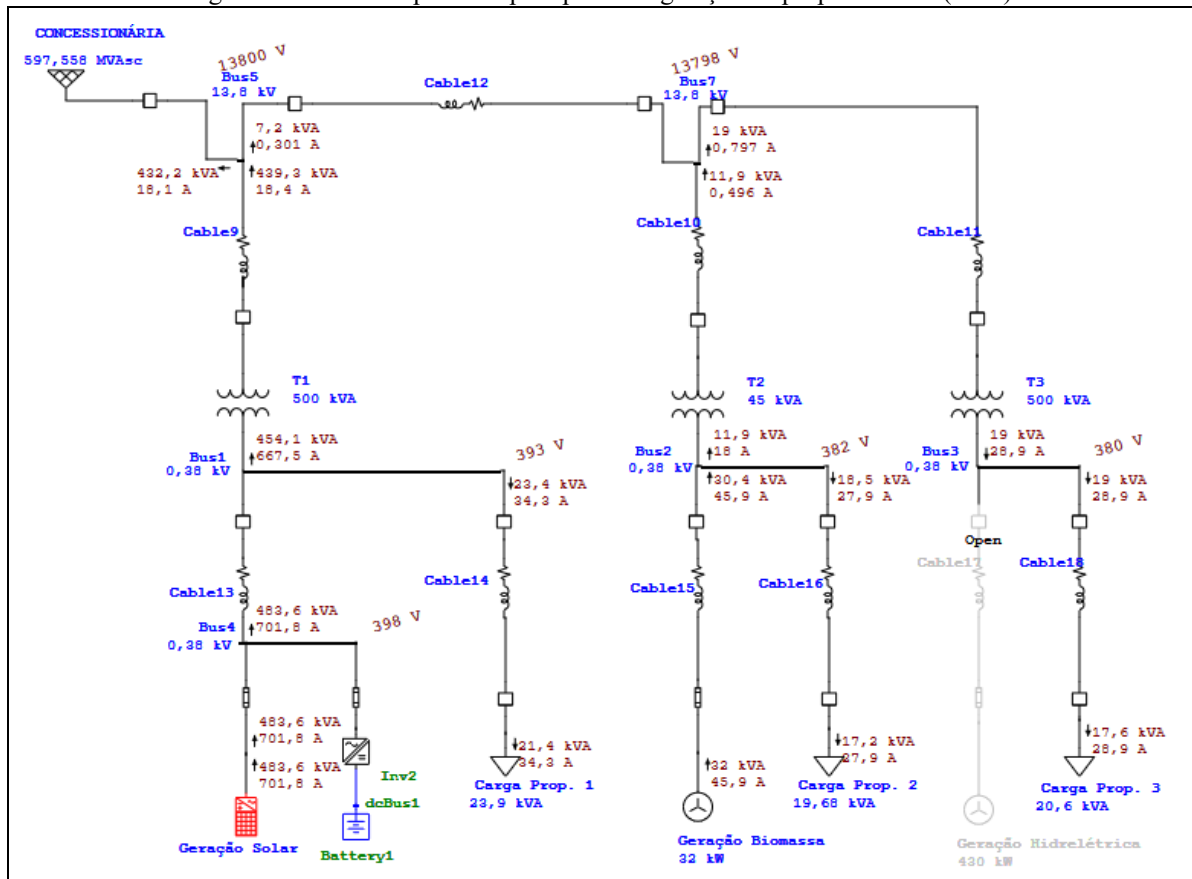 CONCESSIONÁRIA
597,558 MVAsc
13800 V
Bus5
13,8 kV
Cable12
13798 V
Bus7
13,8 kV
7,2 kVA
0,301 A
432,2 kVA
18,1 A
439,3 kVA
18,4 A
19 kVA
0,797 A
11,9 kVA
0,496 A
Cable9
Cable10
Cable11
T1
500 kVA
T2
45 kVA
T3
500 kVA
454,1 kVA
667,5 A
393 V
Bus1
0,38 kV
23,4 kVA
34,3 A
11,9 kVA
18 A
382 V
Bus2
0,38 kV
30,4 kVA
45,9 A
18,5 kVA
27,9 A
19 kVA
28,9 A
380 V
Bus3
0,38 kV
19 kVA
28,9 A
Open
Cable13
Cable14
Cable15
Cable16
Cable17
Cable18
483,6 kVA
701,8 A
398 V
Bus4
0,38 kV
483,6 kVA
701,8 A
483,6 kVA
701,8 A
Inv2
dcBus1
Battery1
Geração Solar
21,4 kVA
34,3 A
Carga Prop. 1
23,9 kVA
32 kVA
45,9 A
Geração Biomassa
32 kW
17,2 kVA
27,9 A
Carga Prop. 2
19,68 kVA
Geração Hidrelétrica
430 kW
17,6 kVA
28,9 A
Carga Prop. 3
20,6 kVA